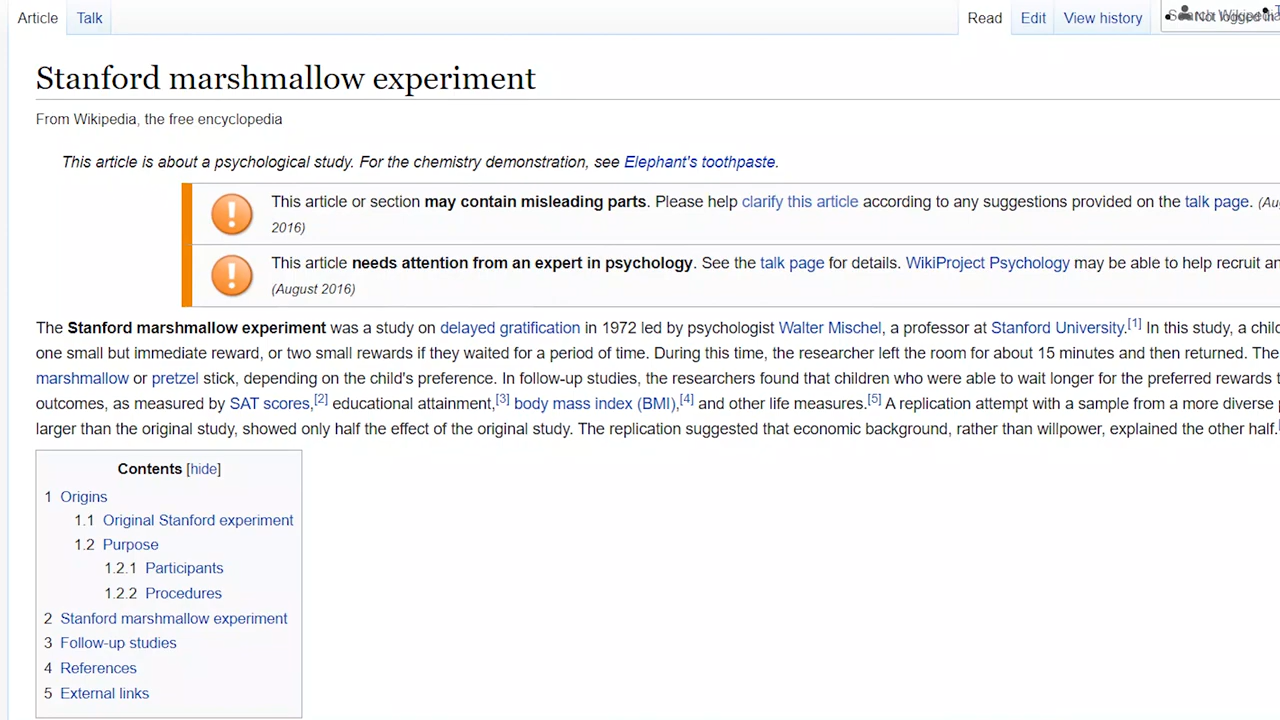 Article Talk Read Edit View history
Not logged in
Stanford marshmallow experiment
From Wikipedia, the free encyclopedia
This article is about a psychological study. For the chemistry demonstration, see Elephant's toothpaste.
This article or section may contain misleading parts. Please help clarify this article according to any suggestions provided on the talk page. (Au
2016)
This article needs attention from an expert in psychology. See the talk page for details. WikiProject Psychology may be able to help recruit an
(August 2016)
The Stanford marshmallow experiment was a study on delayed gratification in 1972 led by psychologist Walter Mischel, a professor at Stanford University.[1] In this study, a chil
one small but immediate reward, or two small rewards if they waited for a period of time. During this time, the researcher left the room for about 15 minutes and then returned. The
marshmallow or pretzel stick, depending on the child's preference. In follow-up studies, the researchers found that children who were able to wait longer for the preferred rewards t
outcomes, as measured by SAT scores,[2] educational attainment,[3] body mass index (BMI),[4] and other life measures.[5] A replication attempt with a sample from a more diverse
larger than the original study, showed only half the effect of the original study. The replication suggested that economic background, rather than willpower, explained the other half.
Contents [hide]
1 Origins
1.1 Original Stanford experiment
1.2 Purpose
1.2.1 Participants
1.2.2 Procedures
2 Stanford marshmallow experiment
3 Follow-up studies
4 References
5 External links